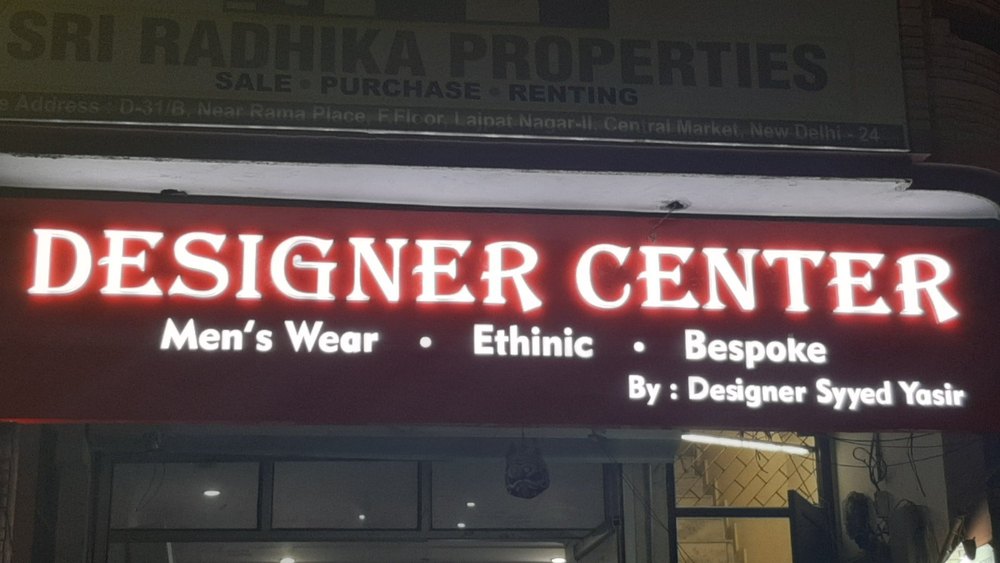 SRI RADHIKA PROPERTIES
SALE • PURCHASE • RENTING
Address : D-31/B, Near Rama Place, F.Floor, Lajpat Nagar-II, Central Market, New Delhi - 24
DESIGNER CENTER
Men's Wear • Ethinic • Bespoke
By : Designer Syyed Yasir